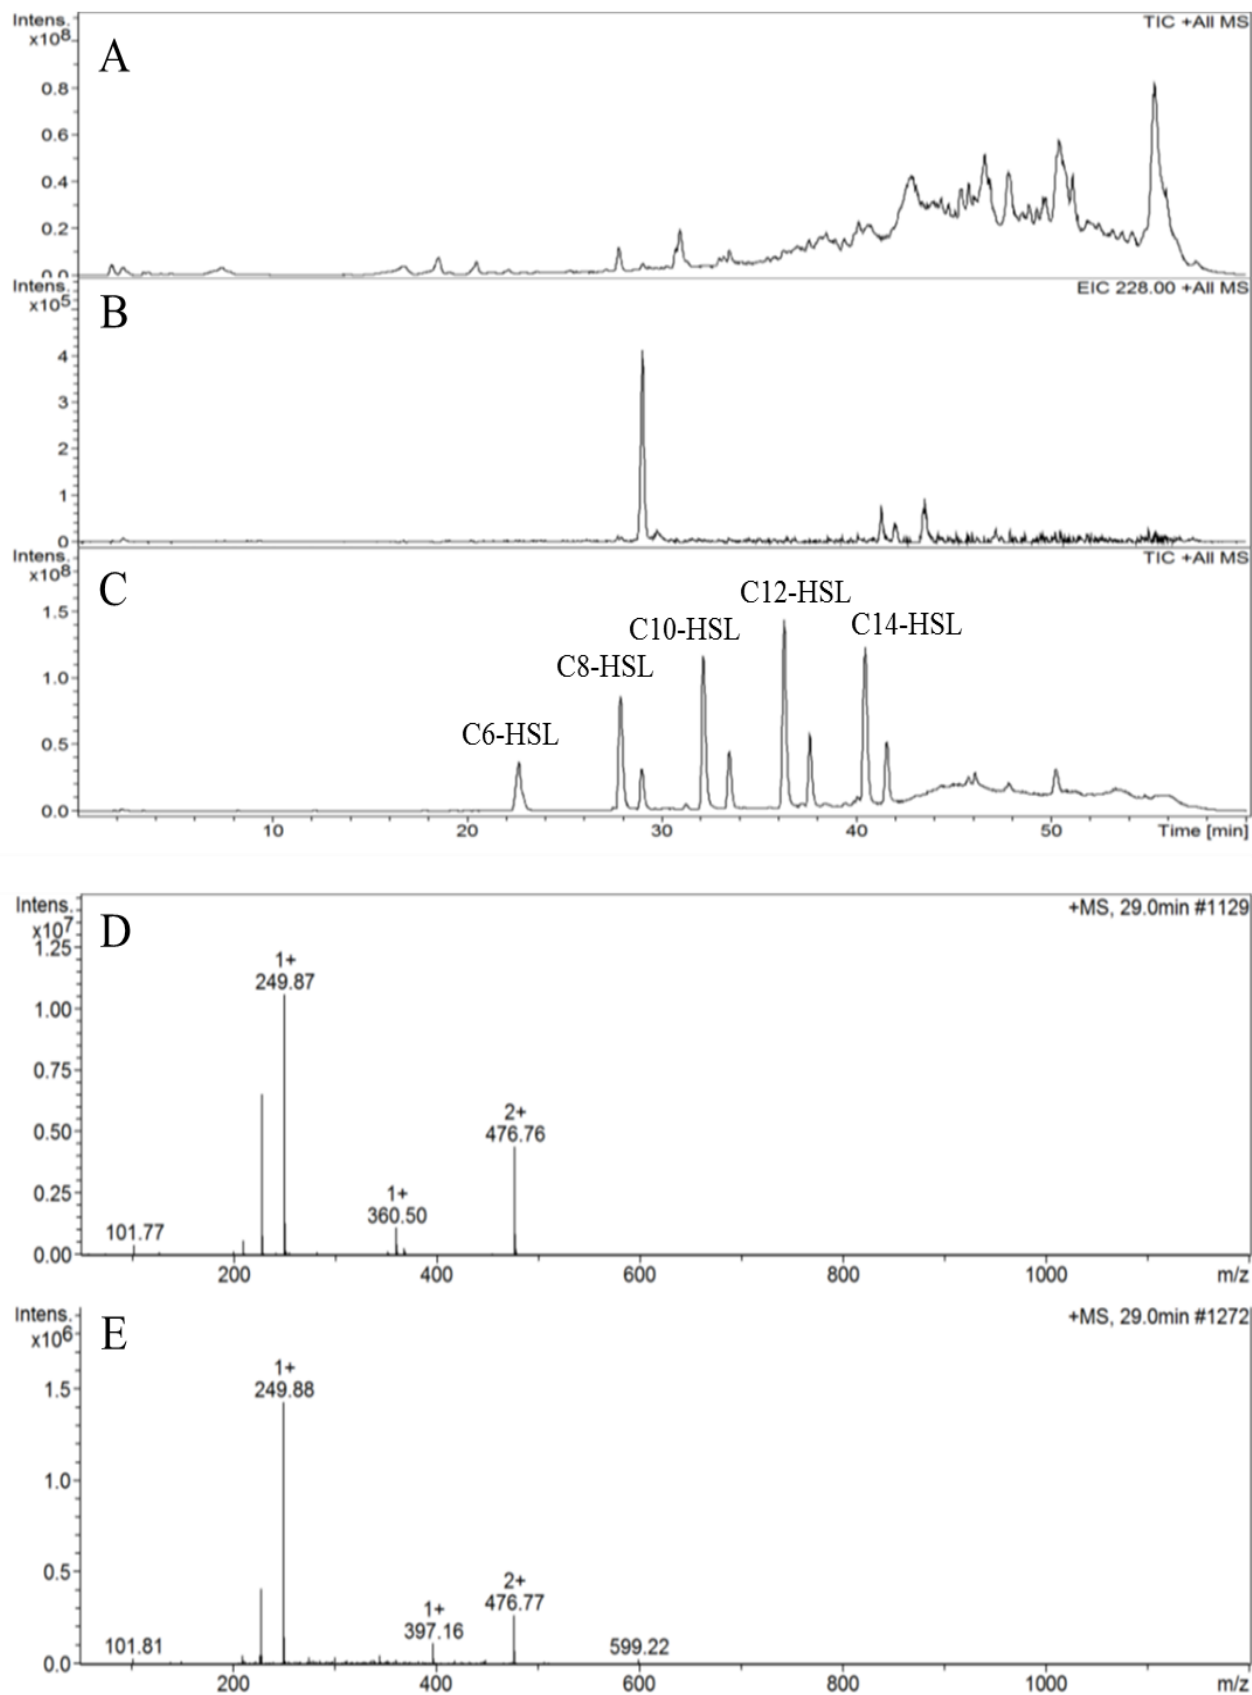 Intens.
x10^8
A
TIC +All MS
0.8
0.6
0.4
0.2
0.0
Intens.
x10^5
B
EIC 228.00 +All MS
4
3
2
1
0
Intens.
x10^8
C
TIC +All MS
C6-HSL
C8-HSL
C10-HSL
C12-HSL
C14-HSL
1.5
1.0
0.5
0.0
10 20 30 40 50 Time [min]
Intens.
x10^7
D
+MS, 29.0min #1129
1.25
1.00
0.75
0.50
0.25
0.00
1+
249.87
2+
476.76
1+
360.50
101.77
200 400 600 800 1000 m/z
Intens.
x10^6
E
+MS, 29.0min #1272
1.5
1.0
0.5
0.0
1+
249.88
2+
476.77
1+
397.16
101.81
599.22
200 400 600 800 1000 m/z